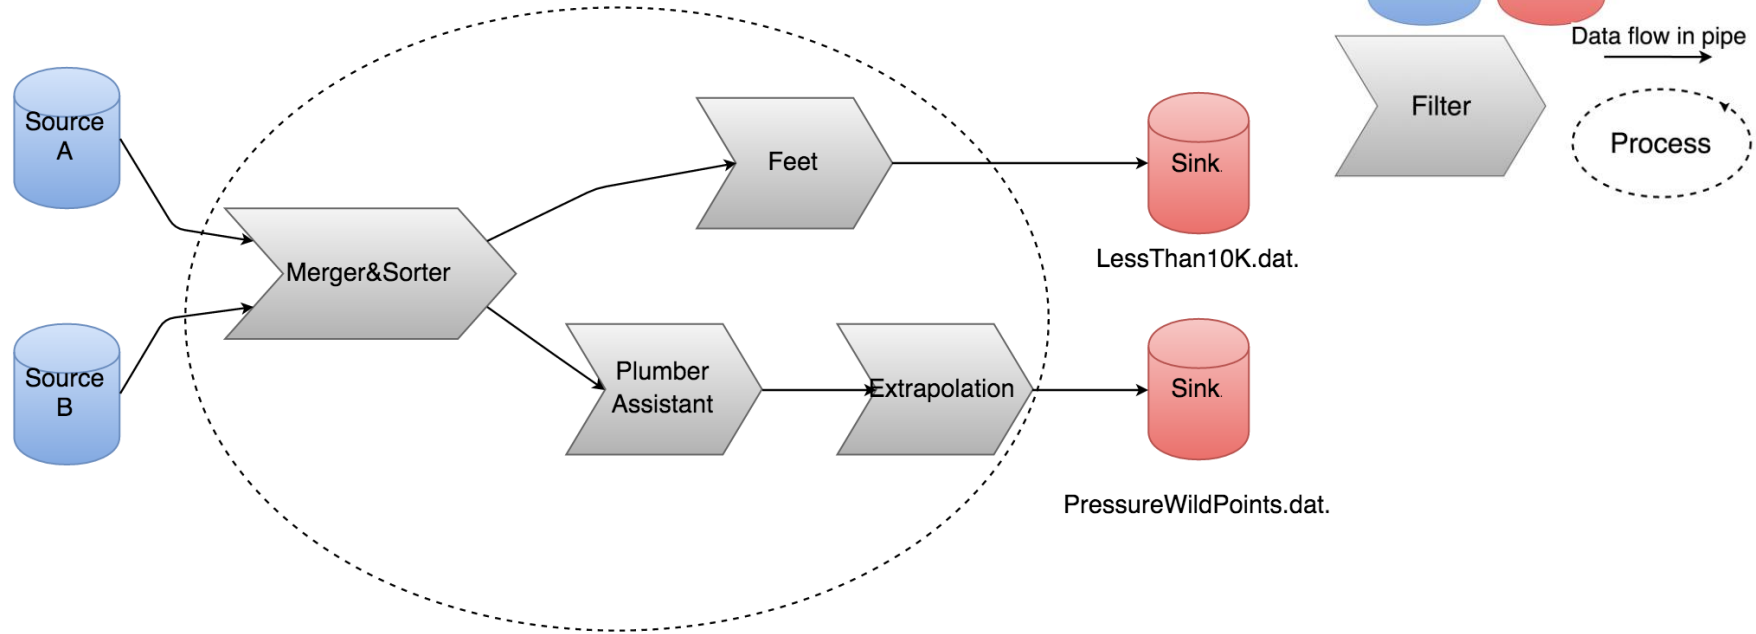 Source
A
Source
B
Merger&Sorter
Feet
Plumber
Assistant
Extrapolation
Sink.
LessThan10K.dat.
Sink.
PressureWildPoints.dat.
Data flow in pipe
Filter
Process